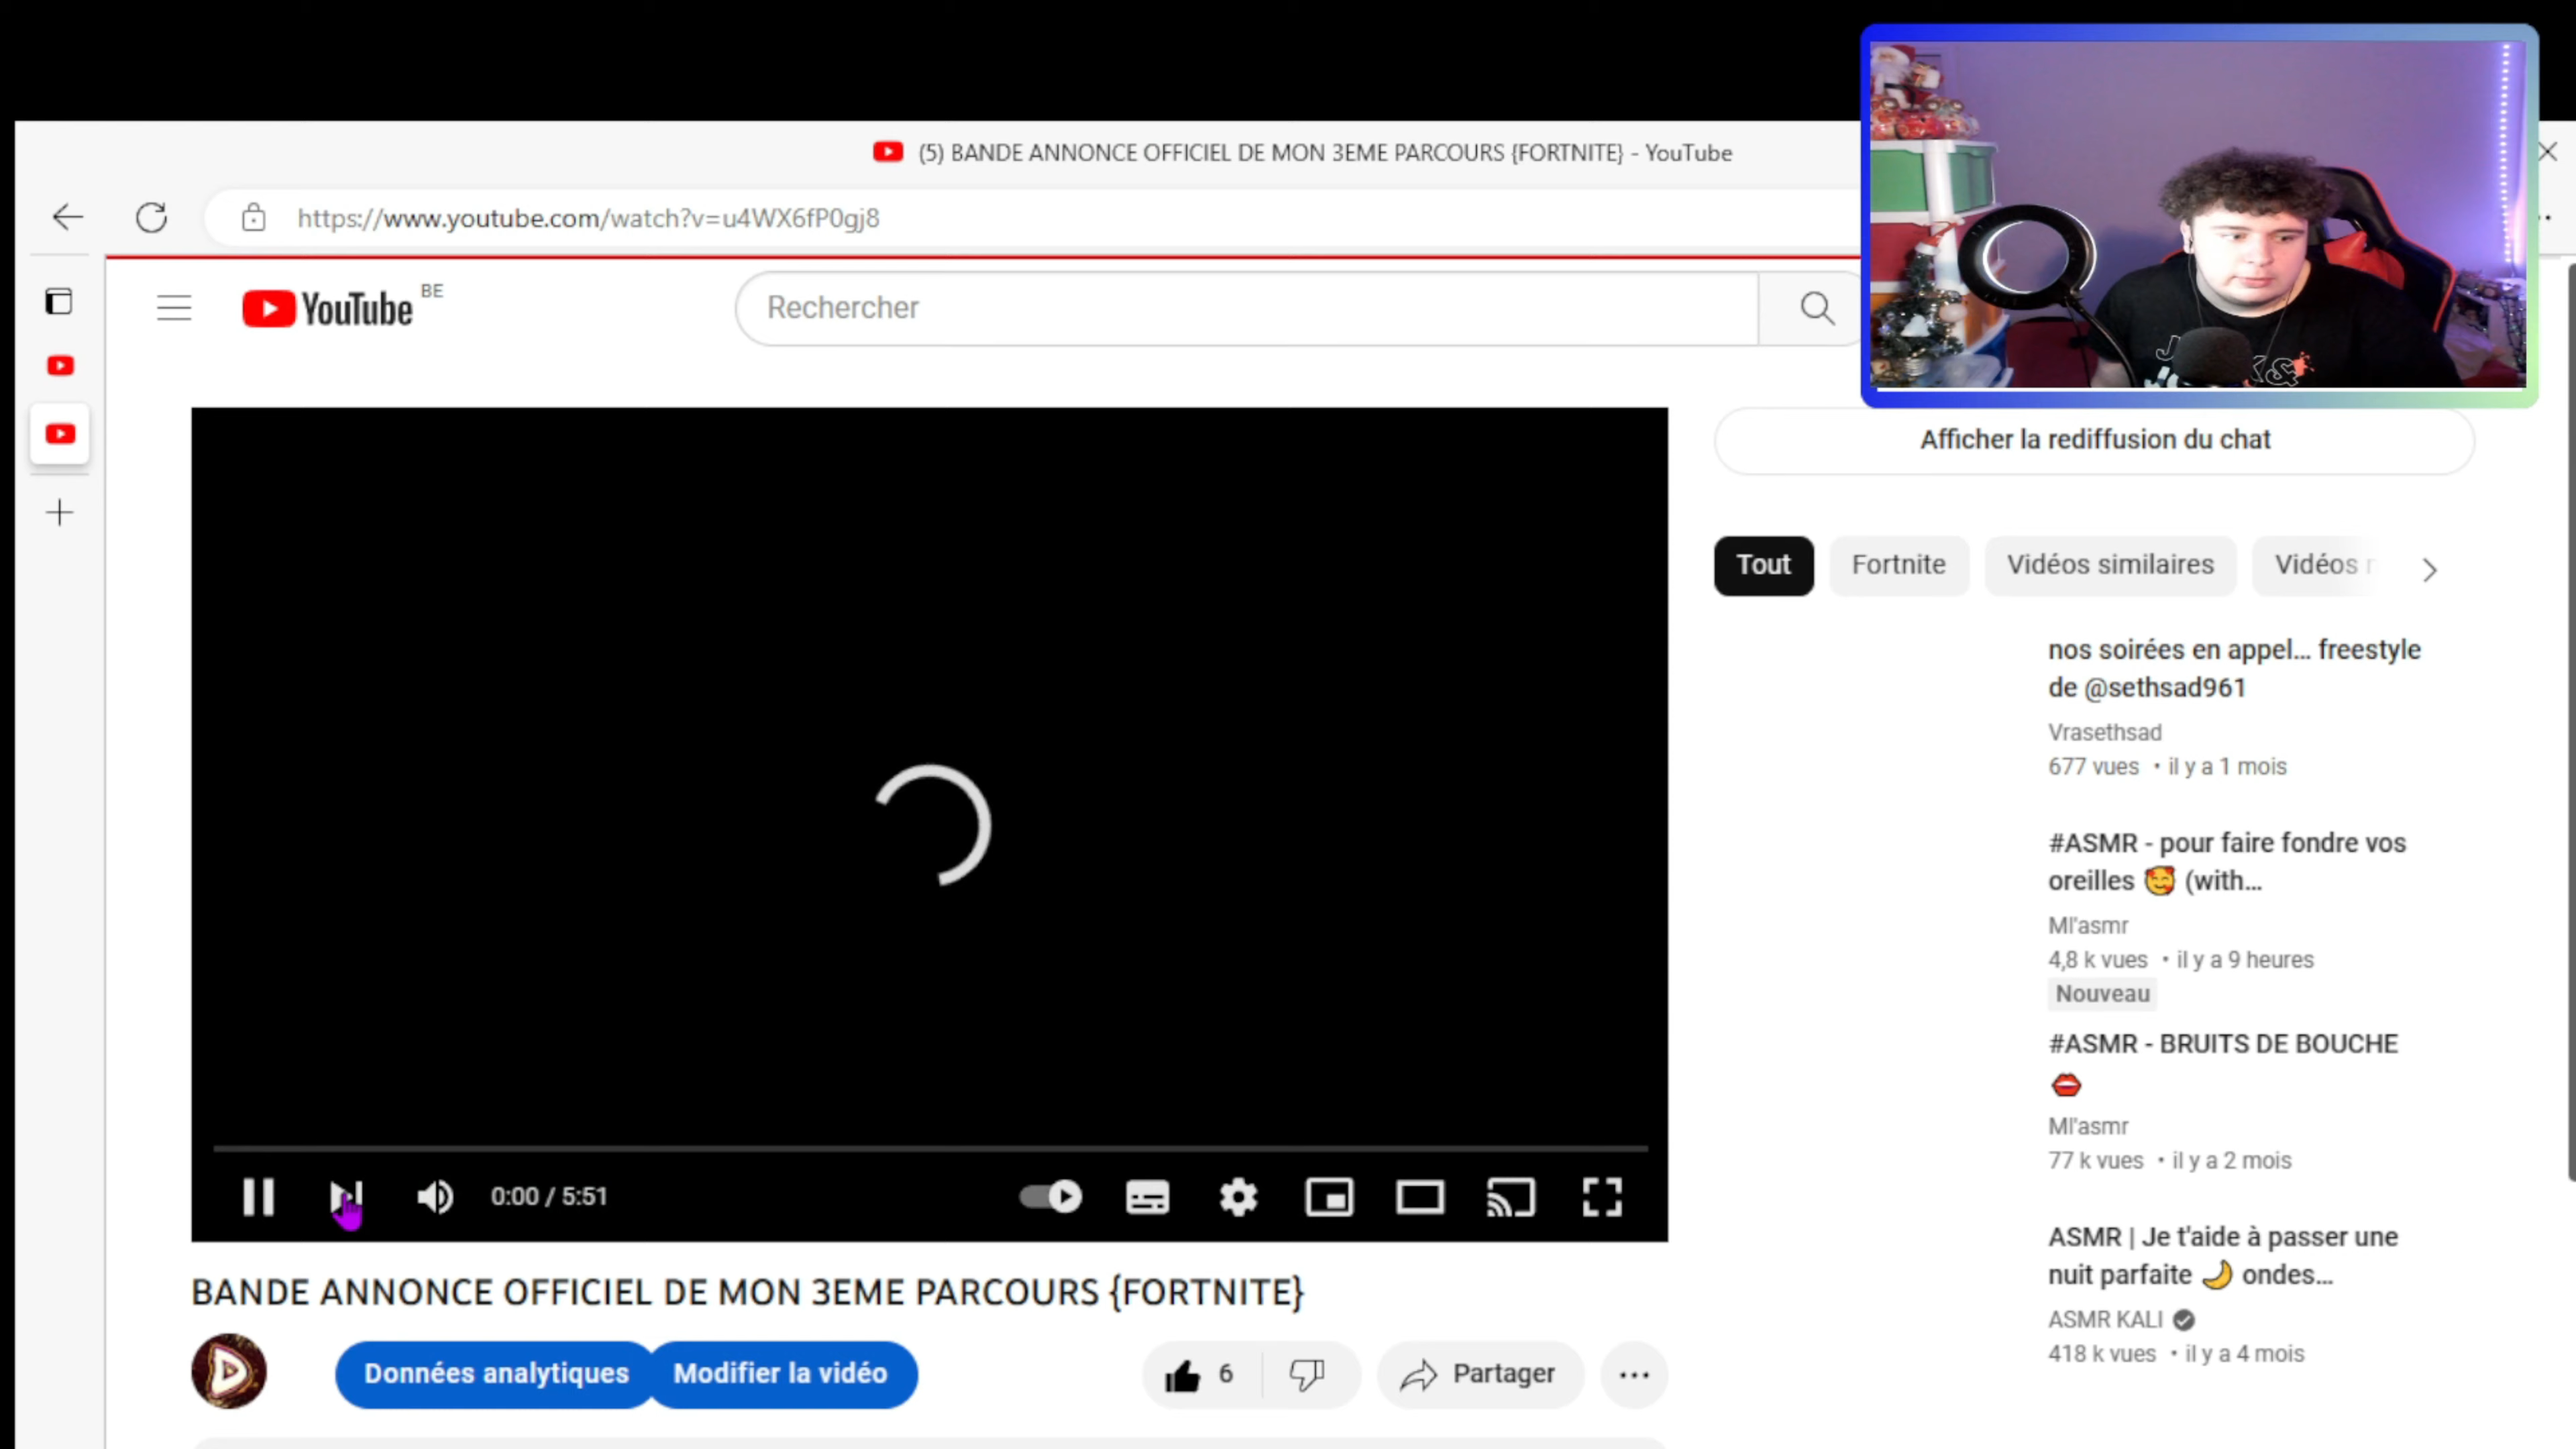 (5) BANDE ANNONCE OFFICIEL DE MON 3EME PARCOURS {FORTNITE} - YouTube
https://www.youtube.com/watch?v=u4WX6fP0gj8
YouTube BE
Rechercher
Afficher la rediffusion du chat
Tout
Fortnite
Vidéos similaires
Vidéos
nos soirées en appel... freestyle
de @sethsad961
Vrasethsad
677 vues • il y a 1 mois
#ASMR - pour faire fondre vos
oreilles 🥰 (with...
Ml'asmr
4,8 k vues • il y a 9 heures
Nouveau
#ASMR - BRUITS DE BOUCHE
👄
Ml'asmr
77 k vues • il y a 2 mois
ASMR | Je t'aide à passer une
nuit parfaite 🌙 ondes...
ASMR KALI
418 k vues • il y a 4 mois
0:00 / 5:51
BANDE ANNONCE OFFICIEL DE MON 3EME PARCOURS {FORTNITE}
D
Données analytiques
Modifier la vidéo
6
Partager